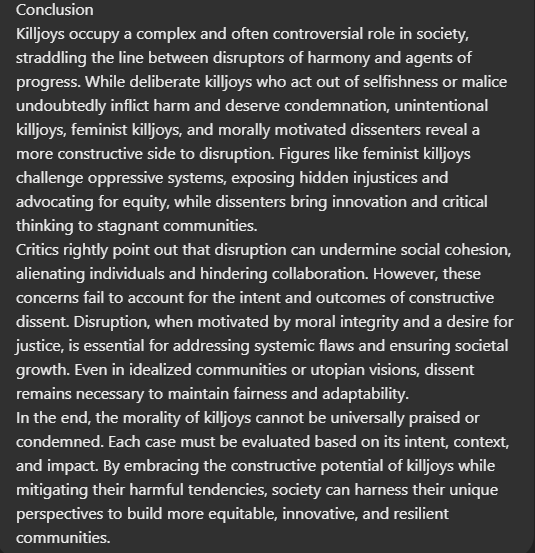 Conclusion
Killjoys occupy a complex and often controversial role in society,
straddling the line between disruptors of harmony and agents of
progress. While deliberate killjoys who act out of selfishness or malice
undoubtedly inflict harm and deserve condemnation, unintentional
killjoys, feminist killjoys, and morally motivated dissenters reveal a
more constructive side to disruption. Figures like feminist killjoys
challenge oppressive systems, exposing hidden injustices and
advocating for equity, while dissenters bring innovation and critical
thinking to stagnant communities.
Critics rightly point out that disruption can undermine social cohesion,
alienating individuals and hindering collaboration. However, these
concerns fail to account for the intent and outcomes of constructive
dissent. Disruption, when motivated by moral integrity and a desire for
justice, is essential for addressing systemic flaws and ensuring societal
growth. Even in idealized communities or utopian visions, dissent
remains necessary to maintain fairness and adaptability.
In the end, the morality of killjoys cannot be universally praised or
condemned. Each case must be evaluated based on its intent, context,
and impact. By embracing the constructive potential of killjoys while
mitigating their harmful tendencies, society can harness their unique
perspectives to build more equitable, innovative, and resilient
communities.